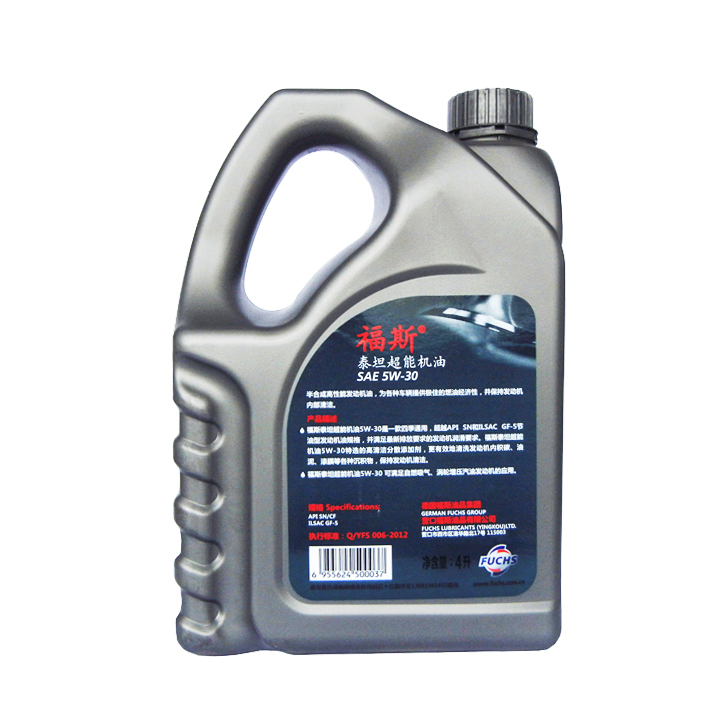 福斯®
泰坦超能机油
SAE 5W-30
半合成高性能发动机油，为各种车辆提供极佳的燃油经济性，并保持发动机
内部清洁。
产品描述
福斯泰坦超能机油5W-30是一款四季通用，超越API SN和ILSAC GF-5节
油型发动机油规格，并满足最新排放要求的发动机润滑要求。福斯泰坦超能
机油5W-30特选的高清洁分散添加剂，更有效地清洗发动机内积碳、油
泥、漆膜等各种沉积物，保持发动机清洁。
福斯泰坦超能机油5W-30 可满足自然吸气、涡轮增压汽油发动机的应用。
规格 Specifications:
API SN/CF
ILSAC GF-5
执行标准：Q/YFS 006-2012
德国福斯油品集团
GERMAN FUCHS GROUP
营口福斯油品有限公司
FUCHS LUBRICANTS (YINGKOU)LTD.
营口市西市区清华路北17号 115003
6 955624 500037
净含量：4升
FUCHS
www.fuchs.com.cn